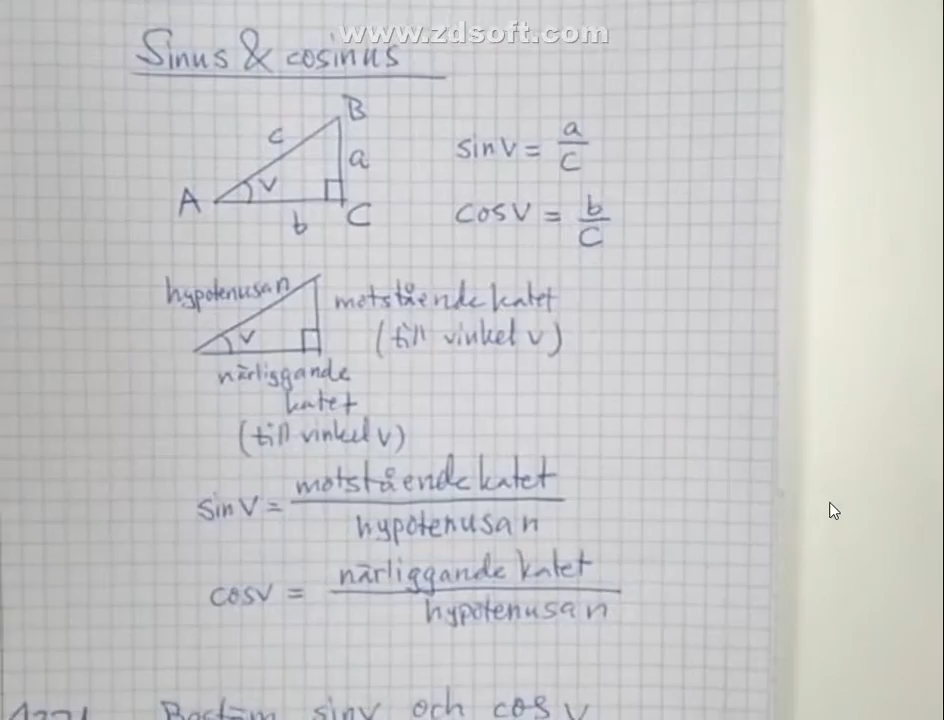 www.zdsoft.com
Sinus & cosinus
B
c
a
sin v = a/c
A
v
b
C
cos v = b/c
hypotenusan
motstående katet
v
(till vinkel v)
närliggande
katet
(till vinkel v)
sin v = motstående katet / hypotenusan
cos v = närliggande katet / hypotenusan
Bestäm sin v och cos v